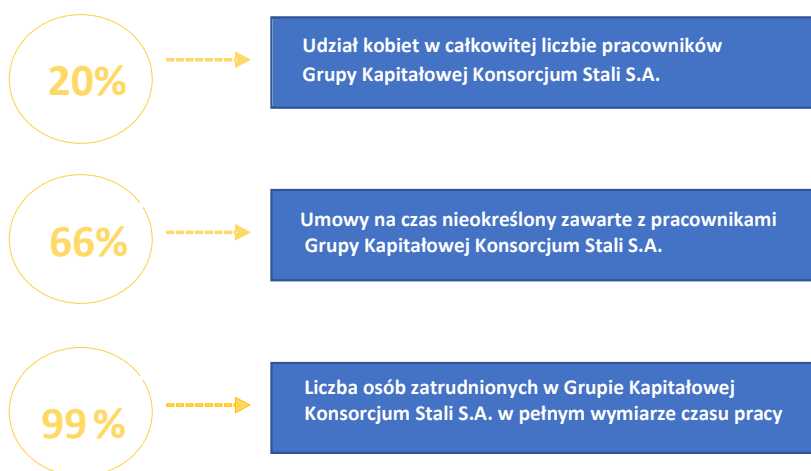 20%
Udział kobiet w całkowitej liczbie pracowników
Grupy Kapitałowej Konsorcjum Stali S.A.
66%
Umowy na czas nieokreślony zawarte z pracownikami
Grupy Kapitałowej Konsorcjum Stali S.A.
99 %
Liczba osób zatrudnionych w Grupie Kapitałowej
Konsorcjum Stali S.A. w pełnym wymiarze czasu pracy